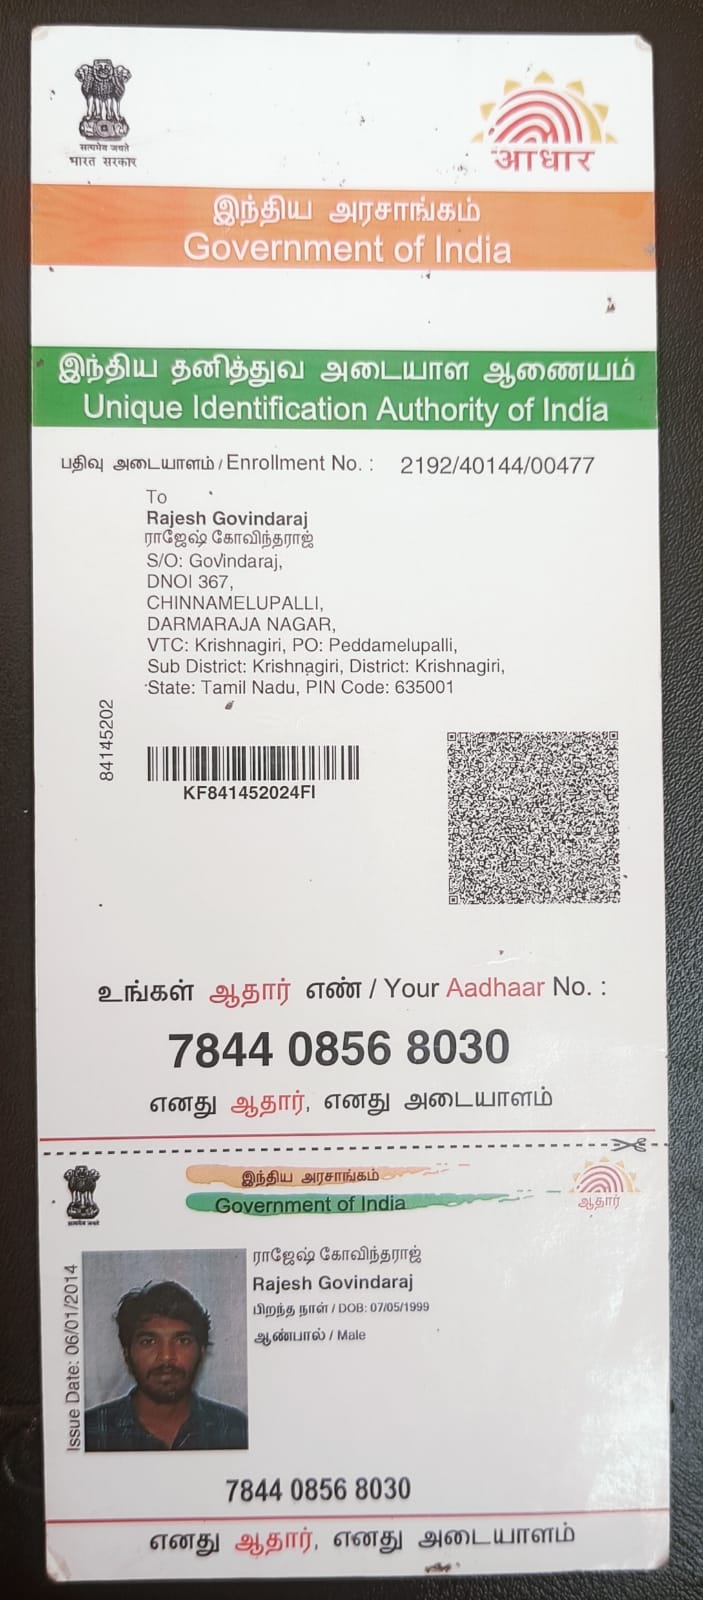 सत्यमेव जयते
भारत सरकार
आधार
இந்திய அரசாங்கம்
Government of India
இந்திய தனித்துவ அடையாள ஆணையம்
Unique Identification Authority of India
பதிவு அடையாளம் / Enrollment No. : 2192/40144/00477
To
Rajesh Govindaraj
ராஜேஷ் கோவிந்தராஜ்
S/O: Govindaraj,
DNOI 367,
CHINNAMELUPALLI,
DARMARAJA NAGAR,
VTC: Krishnagiri, PO: Peddamelupalli,
Sub District: Krishnagiri, District: Krishnagiri,
State: Tamil Nadu, PIN Code: 635001
84145202
KF841452024FI
உங்கள் ஆதார் எண் / Your Aadhaar No. :
7844 0856 8030
எனது ஆதார், எனது அடையாளம்
இந்திய அரசாங்கம்
Government of India
सत्यमेव जयते
ஆதார்
Issue Date: 06/01/2014
ராஜேஷ் கோவிந்தராஜ்
Rajesh Govindaraj
பிறந்த நாள் / DOB: 07/05/1999
ஆண்பால் / Male
7844 0856 8030
எனது ஆதார், எனது அடையாளம்